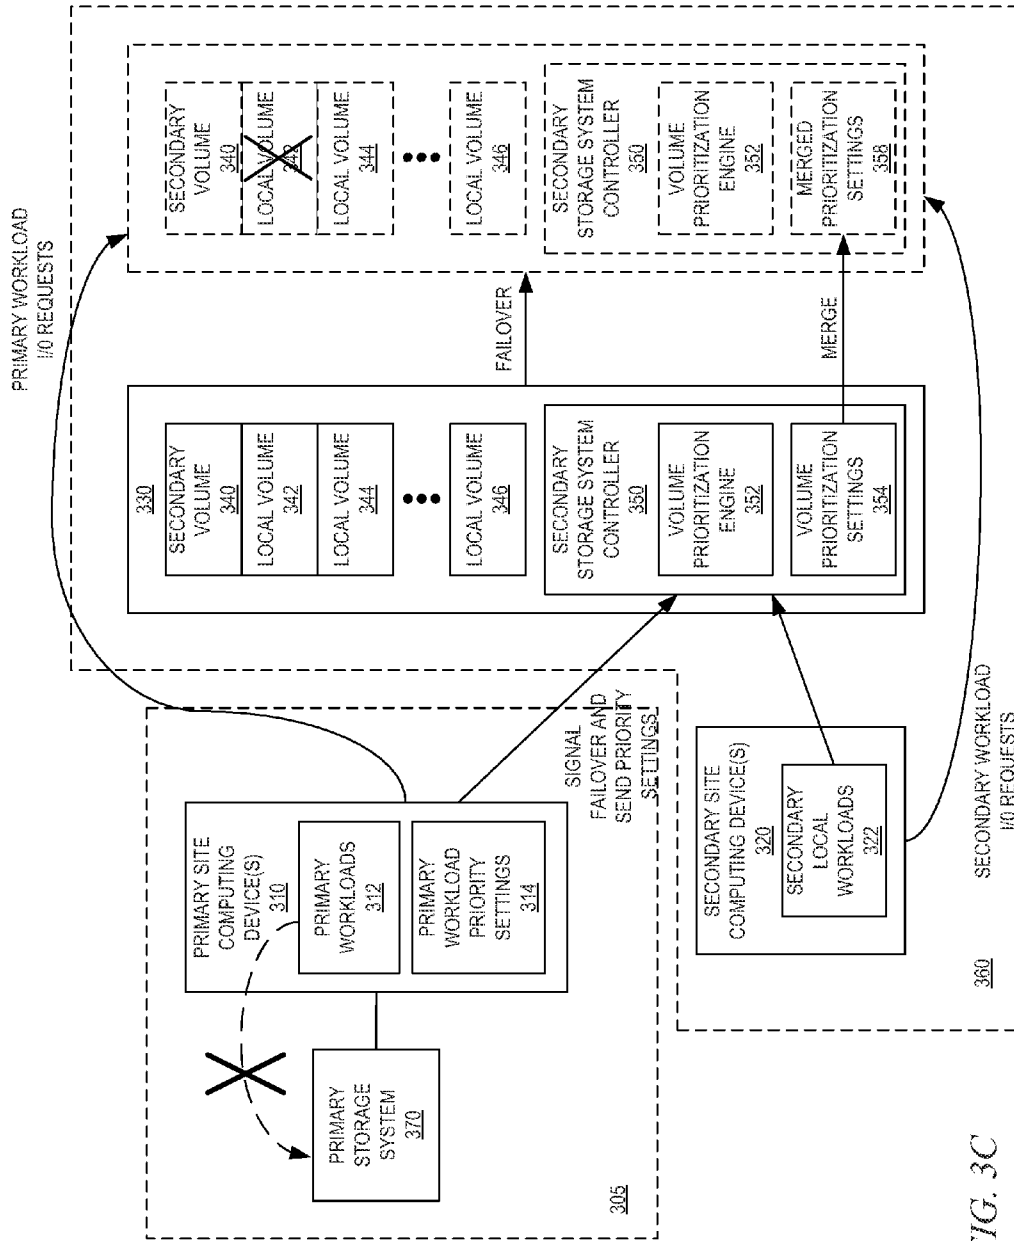 PRIMARY WORKLOAD
I/0 REQUESTS
305
PRIMARY
STORAGE
SYSTEM
370
PRIMARY SITE
COMPUTING
DEVICE(S)
310
PRIMARY
WORKLOADS
312
PRIMARY
WORKLOAD
PRIORITY
SETTINGS
314
SIGNAL
FAILOVER AND
SEND PRIORITY
SETTINGS
330
SECONDARY
VOLUME
340
LOCAL VOLUME
342
LOCAL VOLUME
344
LOCAL VOLUME
346
SECONDARY
STORAGE SYSTEM
CONTROLLER
350
VOLUME
PRIORITIZATION
ENGINE
352
VOLUME
PRIORITIZATION
SETTINGS
354
FAILOVER
MERGE
SECONDARY
VOLUME
340
LOCAL VOLUME
342
LOCAL VOLUME
344
LOCAL VOLUME
346
SECONDARY
STORAGE SYSTEM
CONTROLLER
350
VOLUME
PRIORITIZATION
ENGINE
352
MERGED
PRIORITIZATION
SETTINGS
358
SECONDARY SITE
COMPUTING DEVICE(S)
320
SECONDARY
LOCAL
WORKLOADS
322
SECONDARY WORKLOAD
I/0 REQUESTS
360
FIG. 3C